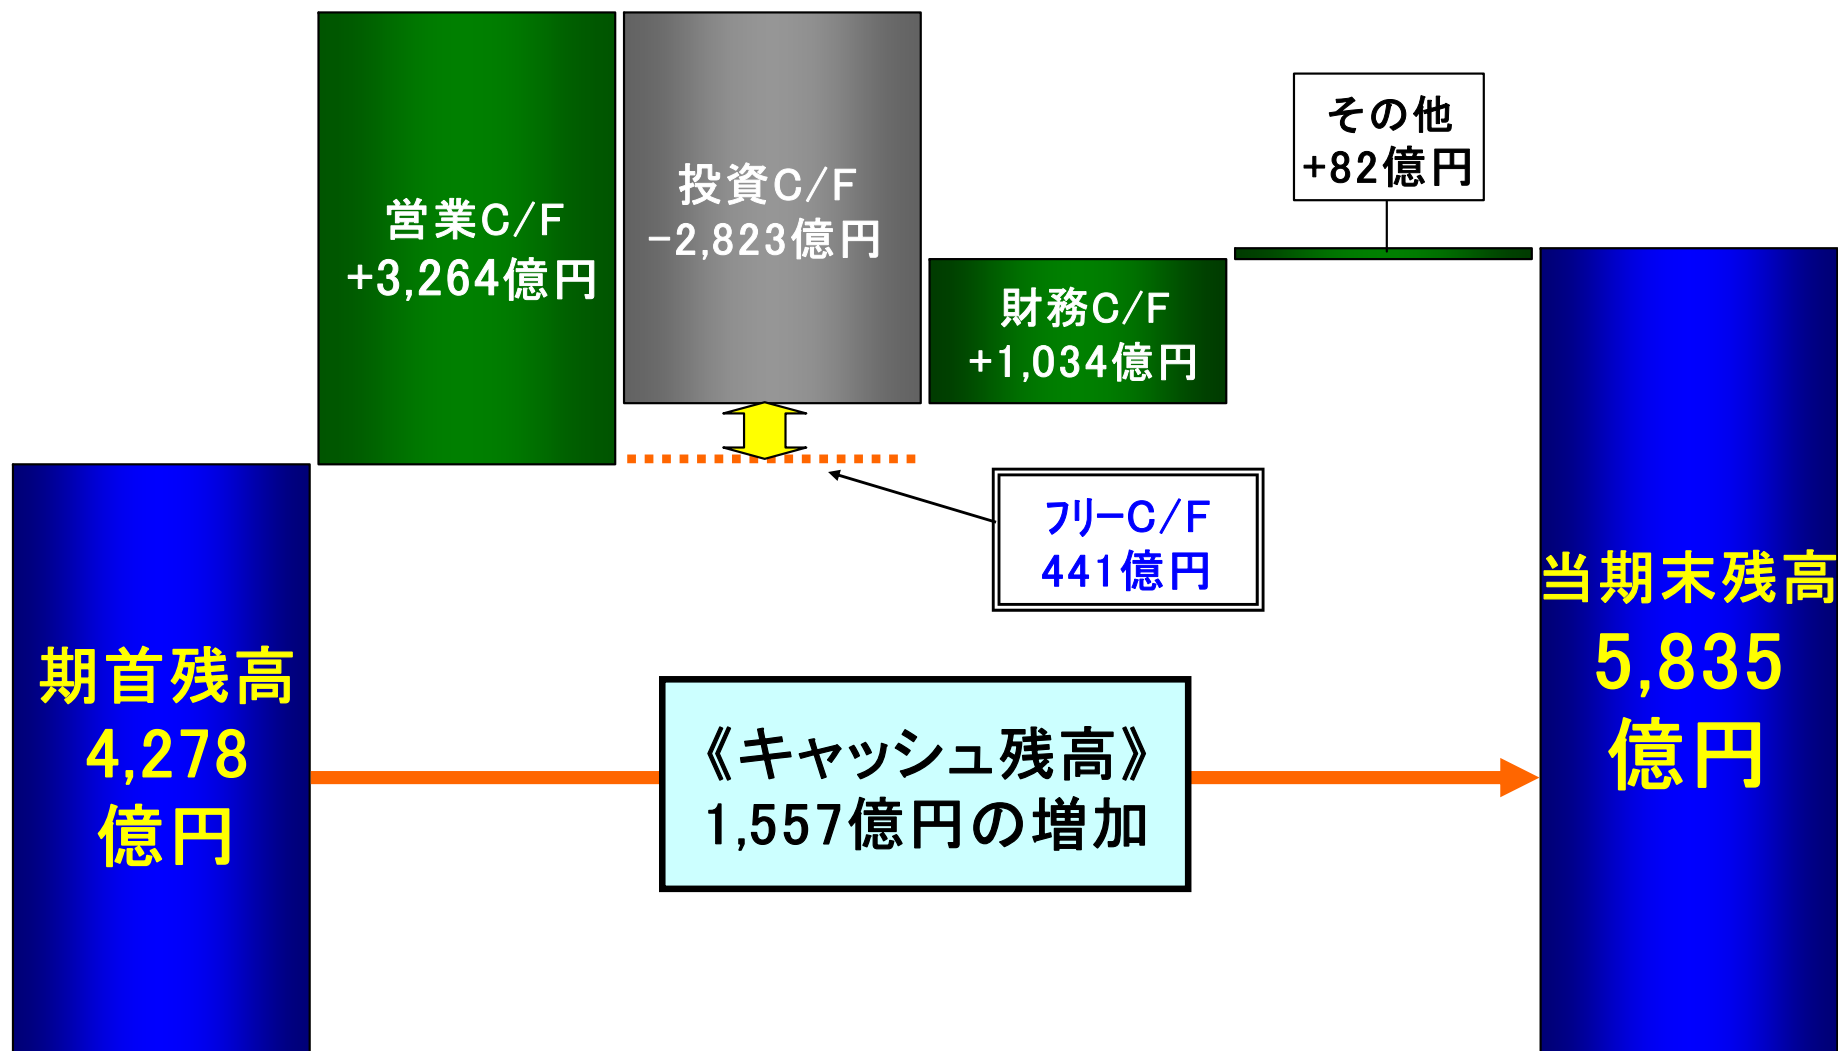 営業C/F
+3,264億円
投資C/F
-2,823億円
その他
+82億円
財務C/F
+1,034億円
フリーC/F
441億円
期首残高
4,278
億円
《キャッシュ残高》
1,557億円の増加
当期末残高
5,835
億円